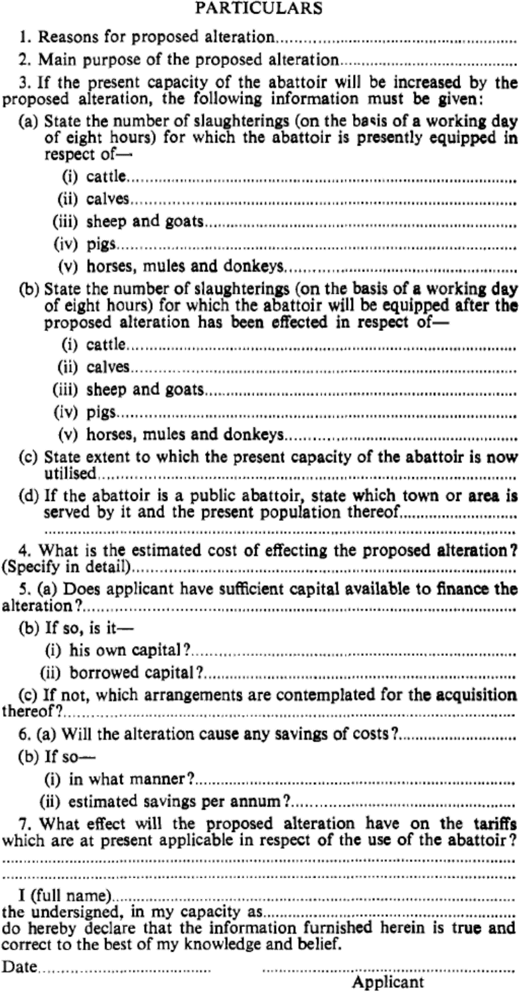 PARTICULARS
1. Reasons for proposed alteration
2. Main purpose of the proposed alteration
3. If the present capacity of the abattoir will be increased by the
proposed alteration, the following information must be given:
(a) State the number of slaughterings (on the basis of a working day
of eight hours) for which the abattoir is presently equipped in
respect of—
(i) cattle
(ii) calves
(iii) sheep and goats
(iv) pigs
(v) horses, mules and donkeys
(b) State the number of slaughterings (on the basis of a working day
of eight hours) for which the abattoir will be equipped after the
proposed alteration has been effected in respect of—
(i) cattle
(ii) calves
(iii) sheep and goats
(iv) pigs
(v) horses, mules and donkeys
(c) State extent to which the present capacity of the abattoir is now
utilised
(d) If the abattoir is a public abattoir, state which town or area is
served by it and the present population thereof
4. What is the estimated cost of effecting the proposed alteration?
(Specify in detail)
5. (a) Does applicant have sufficient capital available to finance the
alteration?
(b) If so, is it—
(i) his own capital?
(ii) borrowed capital?
(c) If not, which arrangements are contemplated for the acquisition
thereof?
6. (a) Will the alteration cause any savings of costs?
(b) If so—
(i) in what manner?
(ii) estimated savings per annum?
7. What effect will the proposed alteration have on the tariffs
which are at present applicable in respect of the use of the abattoir?
I (full name)
the undersigned, in my capacity as
do hereby declare that the information furnished herein is true and
correct to the best of my knowledge and belief.
Date
Applicant